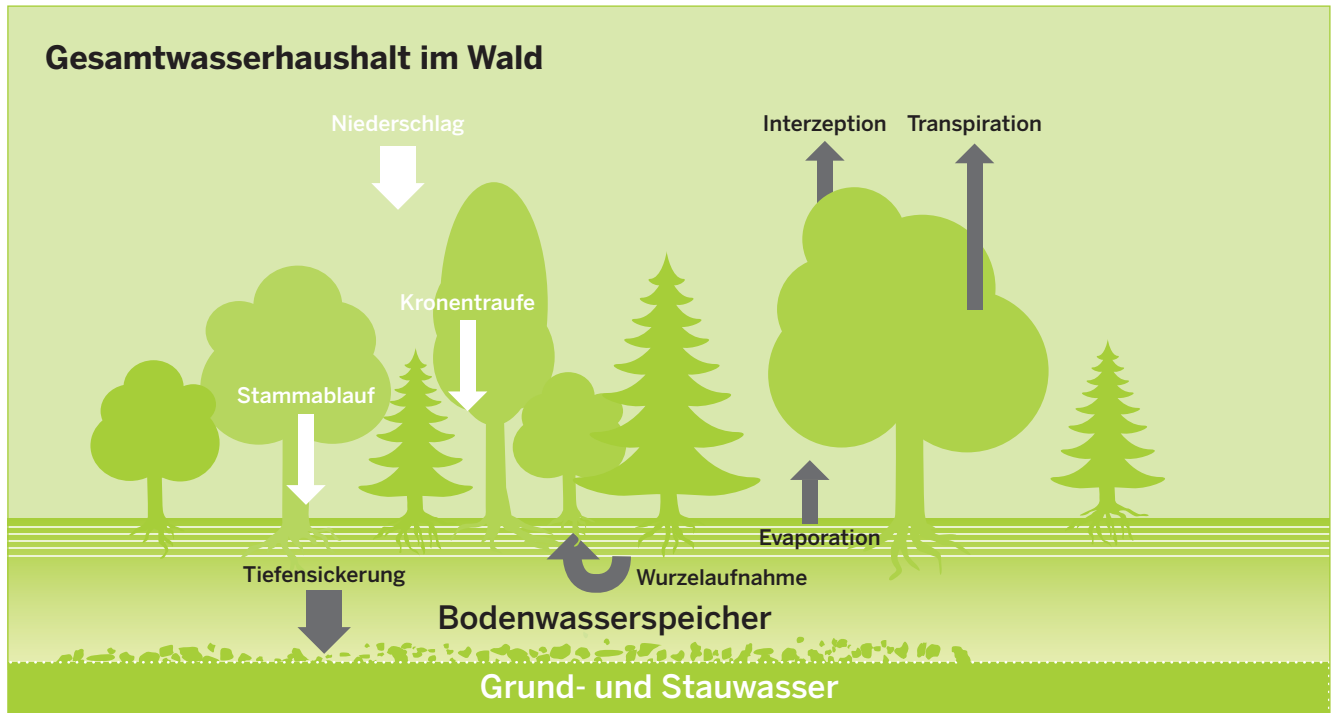 Gesamtwasserhaushalt im Wald
Niederschlag
Interzeption
Transpiration
Kronentraufe
Stammablauf
Evaporation
Tiefensickerung
Wurzelaufnahme
Bodenwasserspeicher
Grund- und Stauwasser